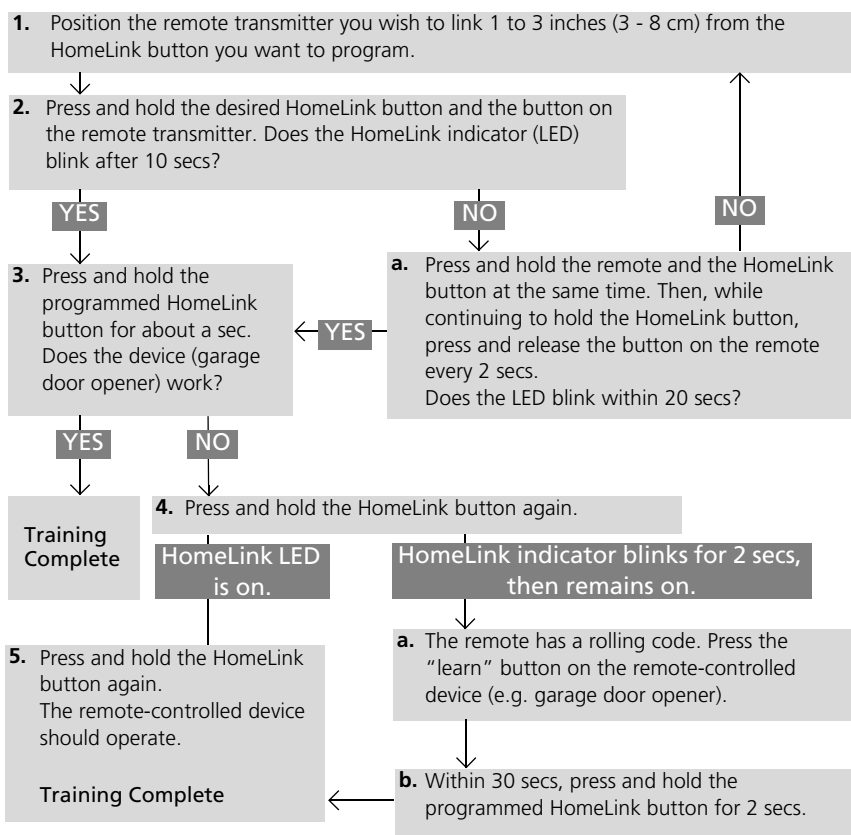 1. Position the remote transmitter you wish to link 1 to 3 inches (3 - 8 cm) from the
HomeLink button you want to program.
2. Press and hold the desired HomeLink button and the button on
the remote transmitter. Does the HomeLink indicator (LED)
blink after 10 secs?
YES
NO
NO
3. Press and hold the
programmed HomeLink
button for about a sec.
Does the device (garage
door opener) work?
YES
a. Press and hold the remote and the HomeLink
button at the same time. Then, while
continuing to hold the HomeLink button,
press and release the button on the remote
every 2 secs.
Does the LED blink within 20 secs?
YES
NO
Training
Complete
4. Press and hold the HomeLink button again.
HomeLink LED
is on.
HomeLink indicator blinks for 2 secs,
then remains on.
5. Press and hold the HomeLink
button again.
The remote-controlled device
should operate.
Training Complete
a. The remote has a rolling code. Press the
“learn” button on the remote-controlled
device (e.g. garage door opener).
b. Within 30 secs, press and hold the
programmed HomeLink button for 2 secs.